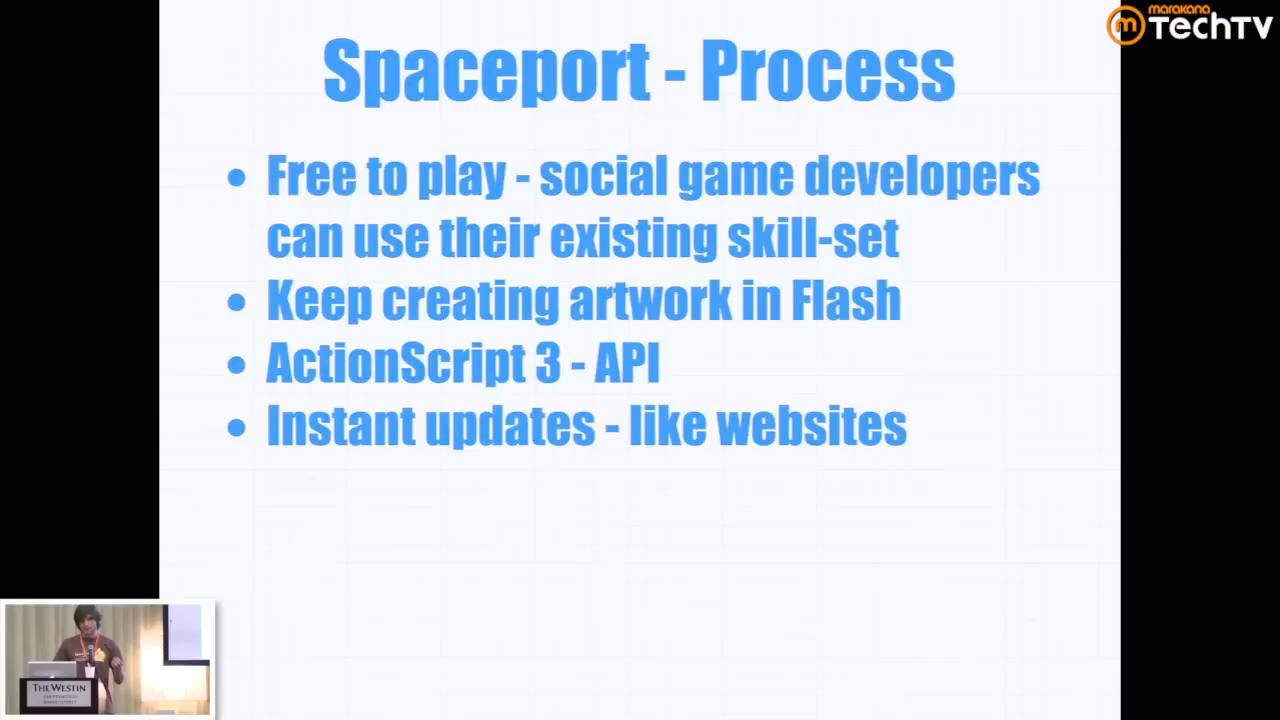 marakana
TECHTV
Spaceport - Process
• Free to play - social game developers
can use their existing skill-set
• Keep creating artwork in Flash
• ActionScript 3 - API
• Instant updates - like websites
THE WESTIN